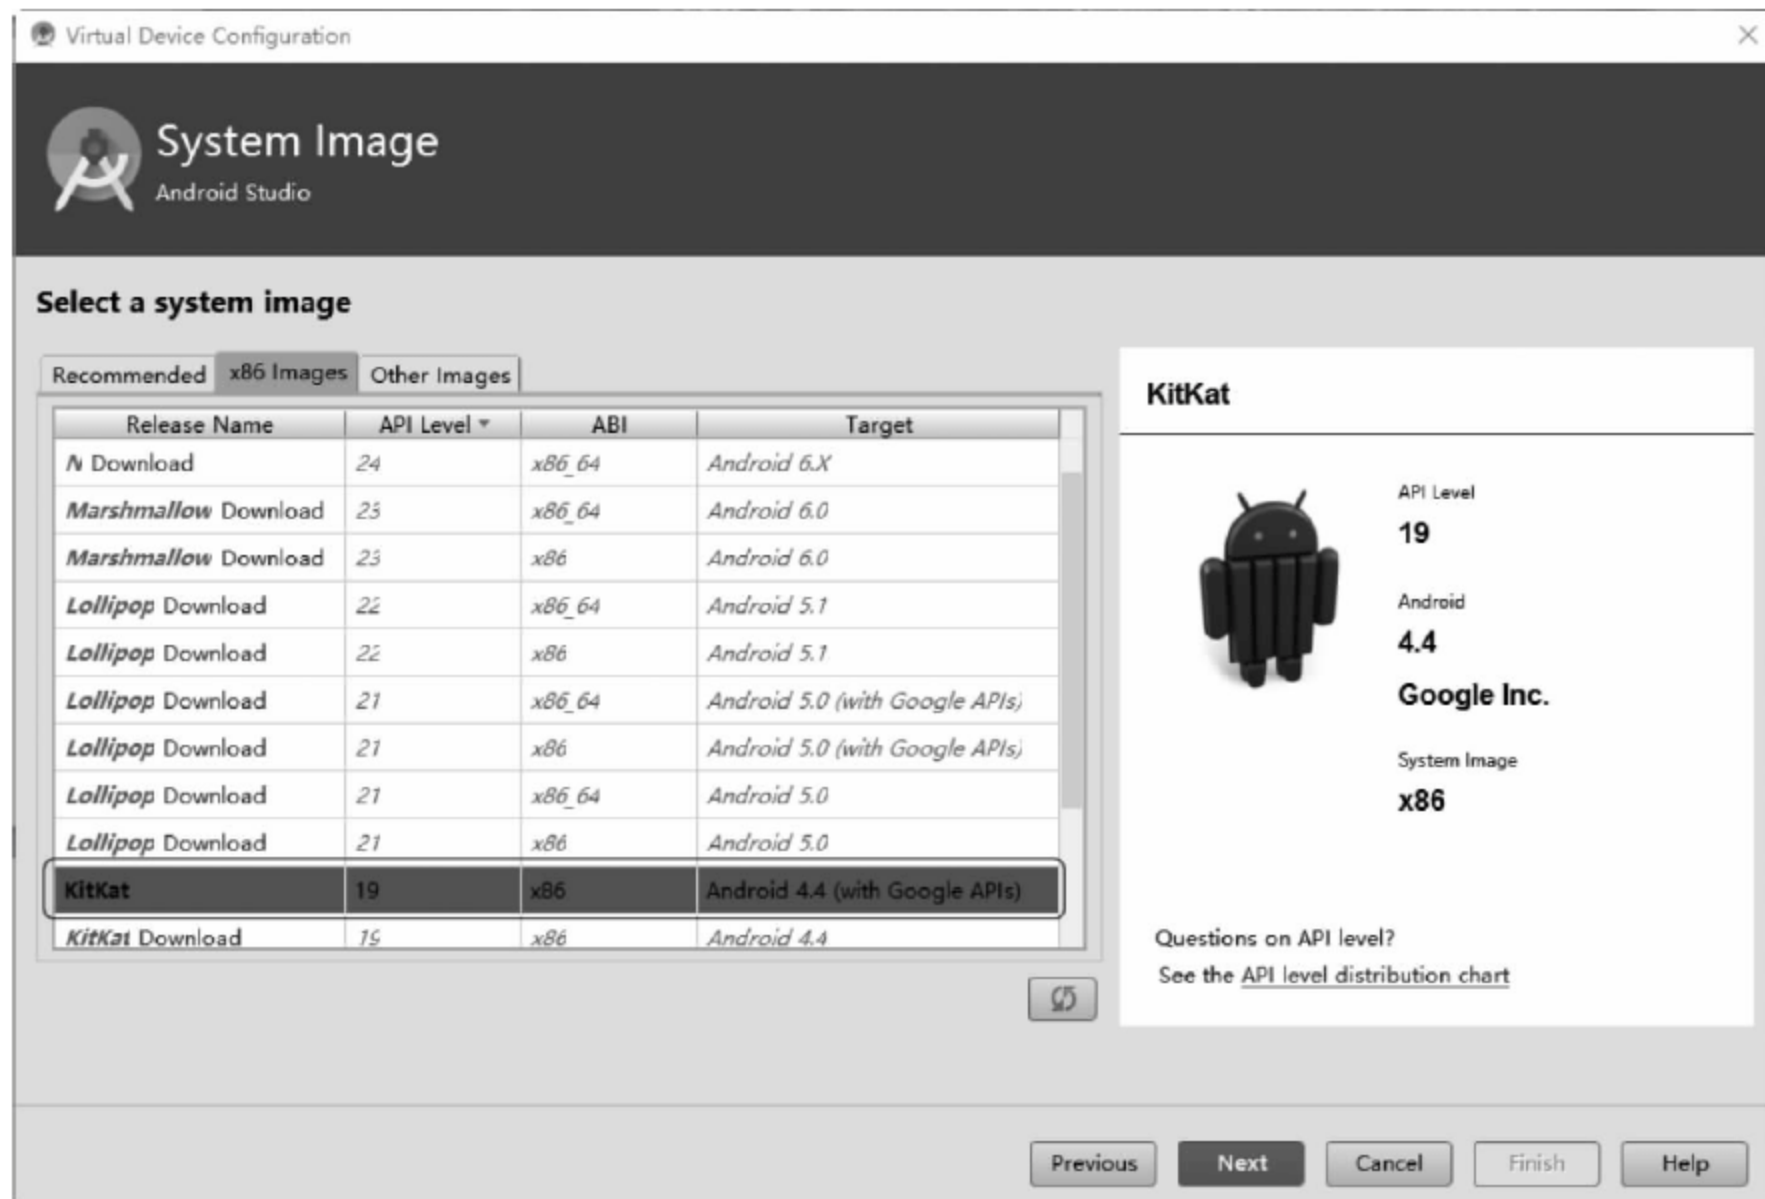 Virtual Device Configuration
System Image
Android Studio
Select a system image
Recommended x86 Images Other Images
Release Name API Level ABI Target
N Download 24 x86_64 Android 6.X
Marshmallow Download 23 x86_64 Android 6.0
Marshmallow Download 23 x86 Android 6.0
Lollipop Download 22 x86_64 Android 5.1
Lollipop Download 22 x86 Android 5.1
Lollipop Download 21 x86_64 Android 5.0 (with Google APIs)
Lollipop Download 21 x86 Android 5.0 (with Google APIs)
Lollipop Download 21 x86_64 Android 5.0
Lollipop Download 21 x86 Android 5.0
KitKat 19 x86 Android 4.4 (with Google APIs)
KitKat Download 19 x86 Android 4.4
KitKat
API Level
19
Android
4.4
Google Inc.
System Image
x86
Questions on API level?
See the API level distribution chart
Previous Next Cancel Finish Help